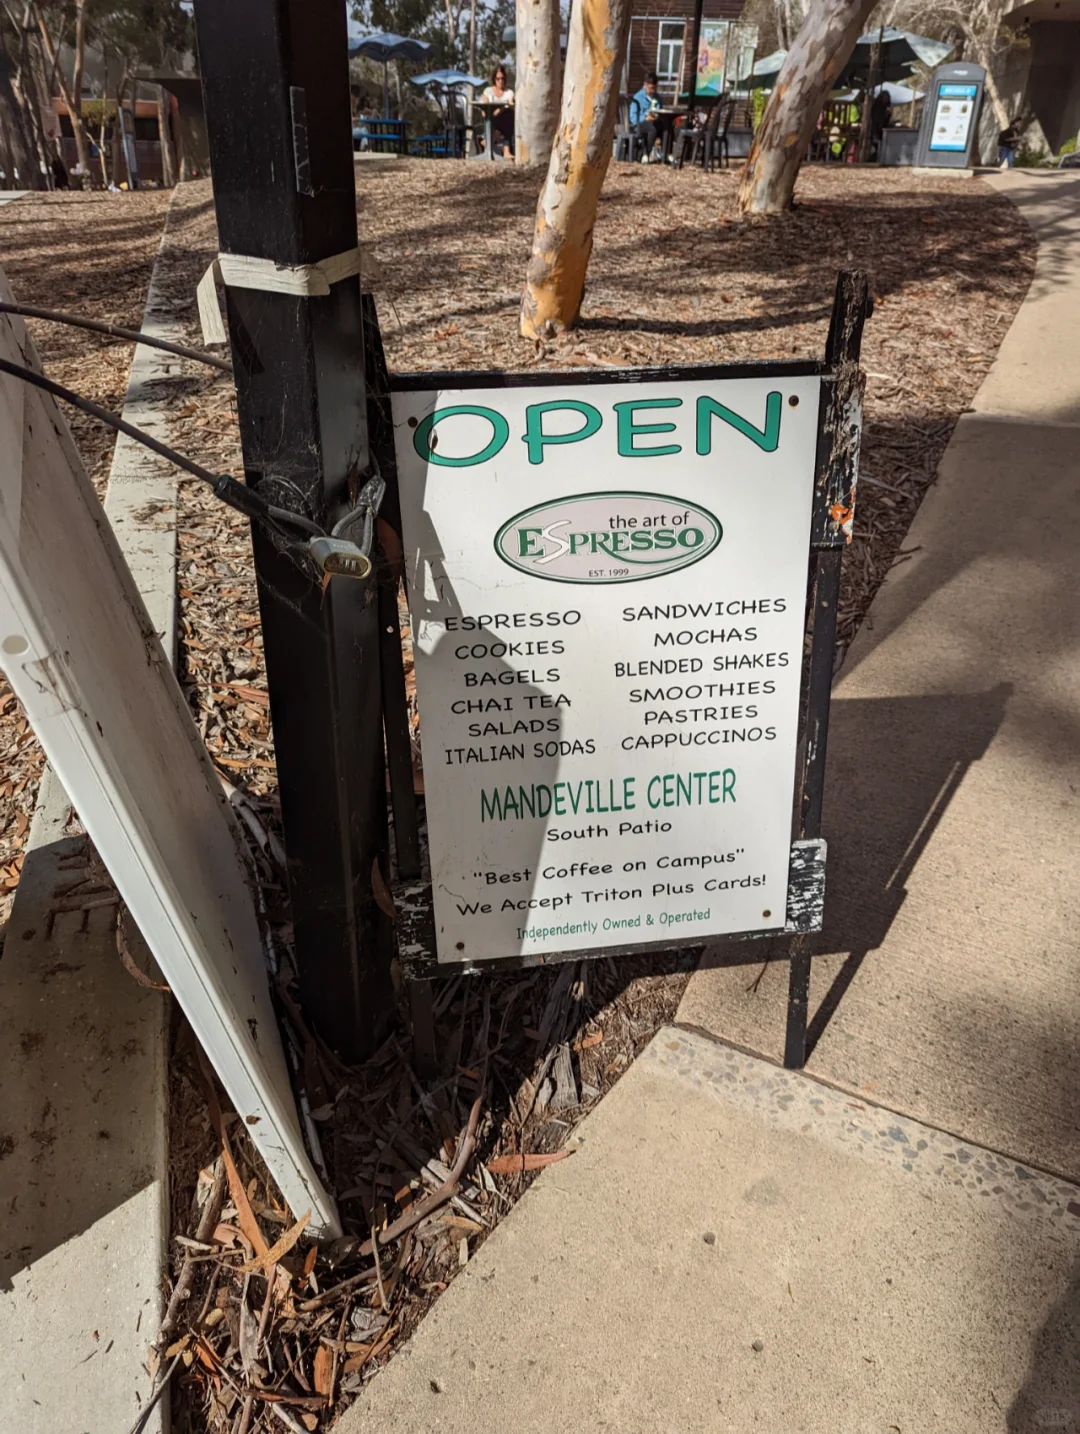 OPEN
the art of
ESPRESSO
EST. 1999
ESPRESSO
COOKIES
BAGELS
CHAI TEA
SALADS
ITALIAN SODAS
SANDWICHES
MOCHAS
BLENDED SHAKES
SMOOTHIES
PASTRIES
CAPPUCCINOS
MANDEVILLE CENTER
South Patio
"Best Coffee on Campus"
We Accept Triton Plus Cards!
Independently Owned & Operated